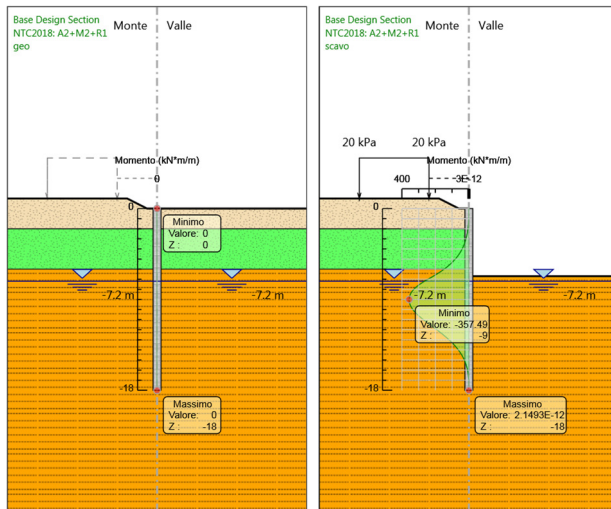 Base Design Section
NTC2018: A2+M2+R1
geo
Monte
Valle
Momento (kN*m/m)
0
0
Minimo
Valore: 0
Z : 0
-7.2 m
-7.2 m
-18
Massimo
Valore: 0
Z : -18
Base Design Section
NTC2018: A2+M2+R1
scavo
Monte
Valle
20 kPa
20 kPa
Momento (kN*m/m)
400
3E-12
0
-7.2 m
-7.2 m
Minimo
Valore: -357.49
Z : -9
-18
Massimo
Valore: 2.1493E-12
Z : -18